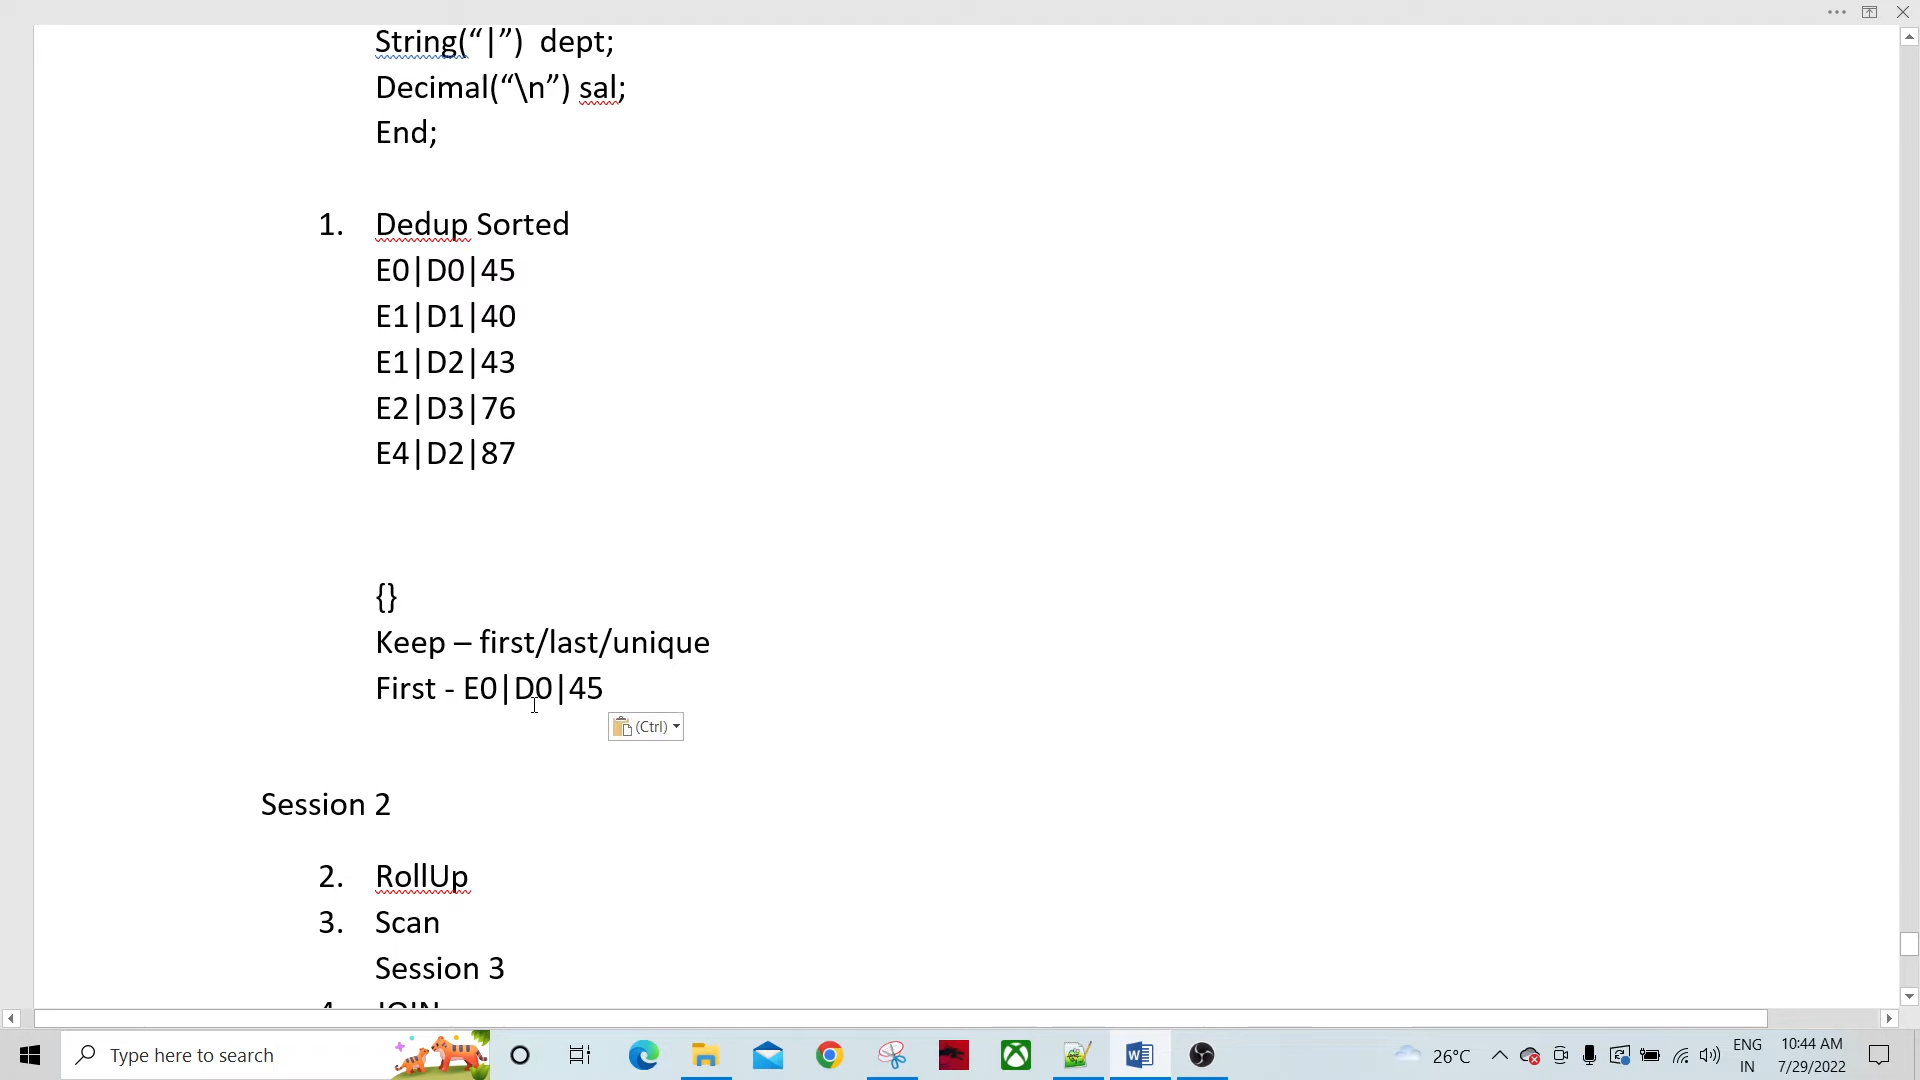 String(“|”)  dept;
Decimal(“\n”) sal;
End;
1. Dedup Sorted
E0|D0|45
E1|D1|40
E1|D2|43
E2|D3|76
E4|D2|87
{}
Keep – first/last/unique
First - E0|D0|45
(Ctrl)
Session 2
2. RollUp
3. Scan
Session 3
4. JOIN
Type here to search
26°C
ENG
IN
10:44 AM
7/29/2022